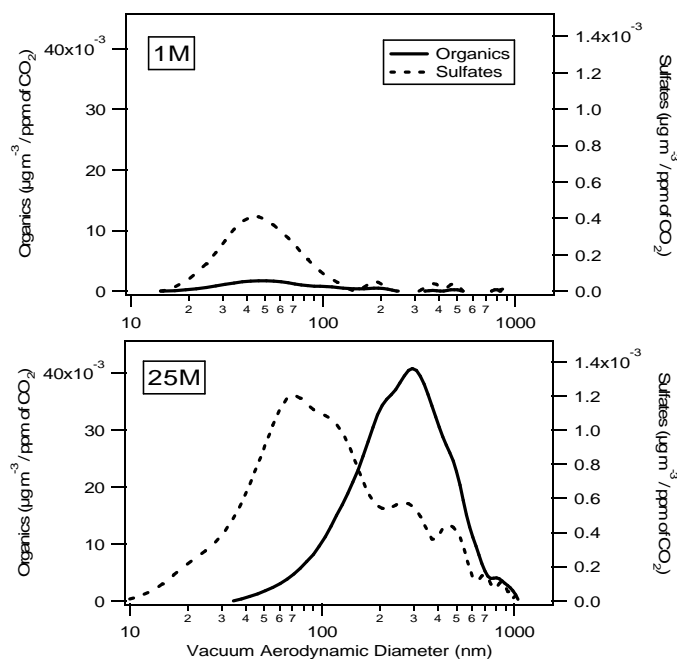 1M
Organics
Sulfates
Organics (µg m⁻³ / ppm of CO₂)
40x10⁻³
30
20
10
0
Sulfates (µg m⁻³ / ppm of CO₂)
1.4x10⁻³
1.2
1.0
0.8
0.6
0.4
0.2
0.0
10 2 3 4 5 6 7 100 2 3 4 5 6 7 1000
25M
Organics (µg m⁻³ / ppm of CO₂)
40x10⁻³
30
20
10
0
Sulfates (µg m⁻³ / ppm of CO₂)
1.4x10⁻³
1.2
1.0
0.8
0.6
0.4
0.2
0.0
10 2 3 4 5 6 7 100 2 3 4 5 6 7 1000
Vacuum Aerodynamic Diameter (nm)